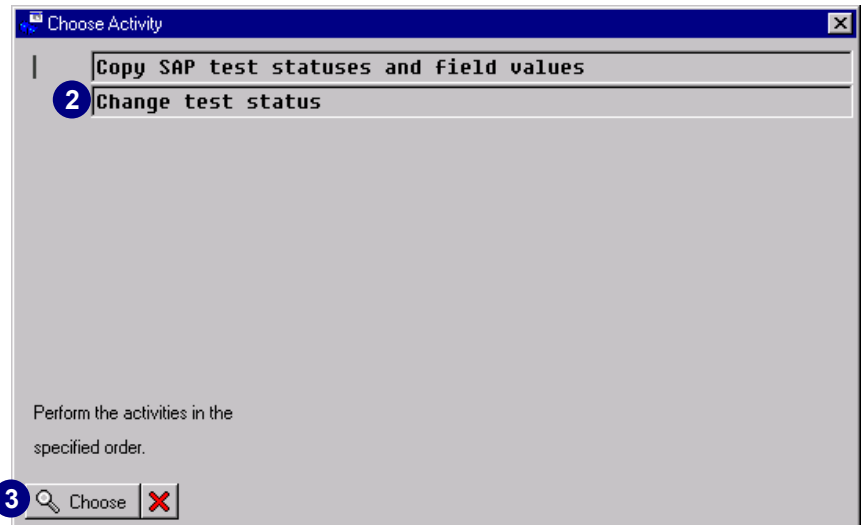 Choose Activity
Copy SAP test statuses and field values
2 Change test status
Perform the activities in the
specified order.
3 Choose